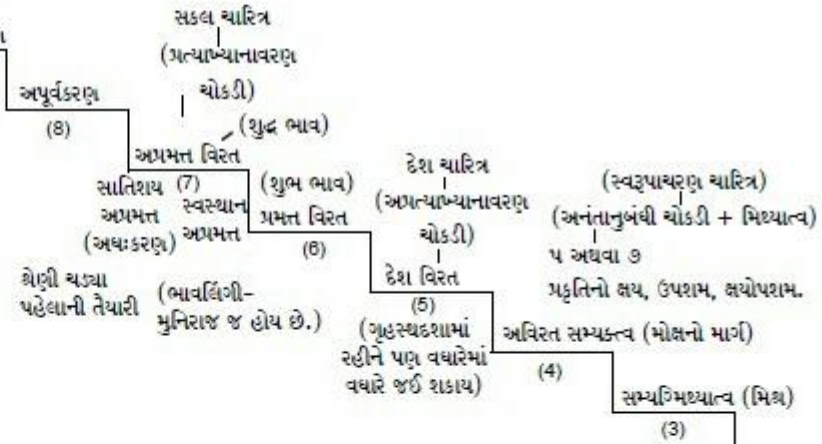 સકલ ચારિત્ર
(પ્રત્યાખ્યાનાવરણ
ચોકડી)
અપૂર્વકરણ
(8)
(શુદ્ધ ભાવ)
અપ્રમત્ત વિરત
(7)
સાતિશય
અપ્રમત્ત
(અધઃકરણ)
સ્વસ્થાન
અપ્રમત્ત
શ્રેણી ચડ્યા
પહેલાની તૈયારી
(શુભ ભાવ)
પ્રમત્ત વિરત
(6)
(ભાવલિંગી-
મુનિરાજ જ હોય છે.)
દેશ ચારિત્ર
(અપ્રત્યાખ્યાનાવરણ
ચોકડી)
દેશ વિરત
(5)
(ગૃહસ્થદશામાં
રહીને પણ વધારેમાં
વધારે જઈ શકાય)
(સ્વરૂપાચરણ ચારિત્ર)
(અનંતાનુબંધી ચોકડી + મિથ્યાત્વ)
૫ અથવા ૭
પ્રકૃતિનો ક્ષય, ઉપશમ, ક્ષયોપશમ.
અવિરત સમ્યક્ત્વ (મોક્ષનો માર્ગ)
(4)
સમ્યગ્મિથ્યાત્વ (મિશ્ર)
(3)